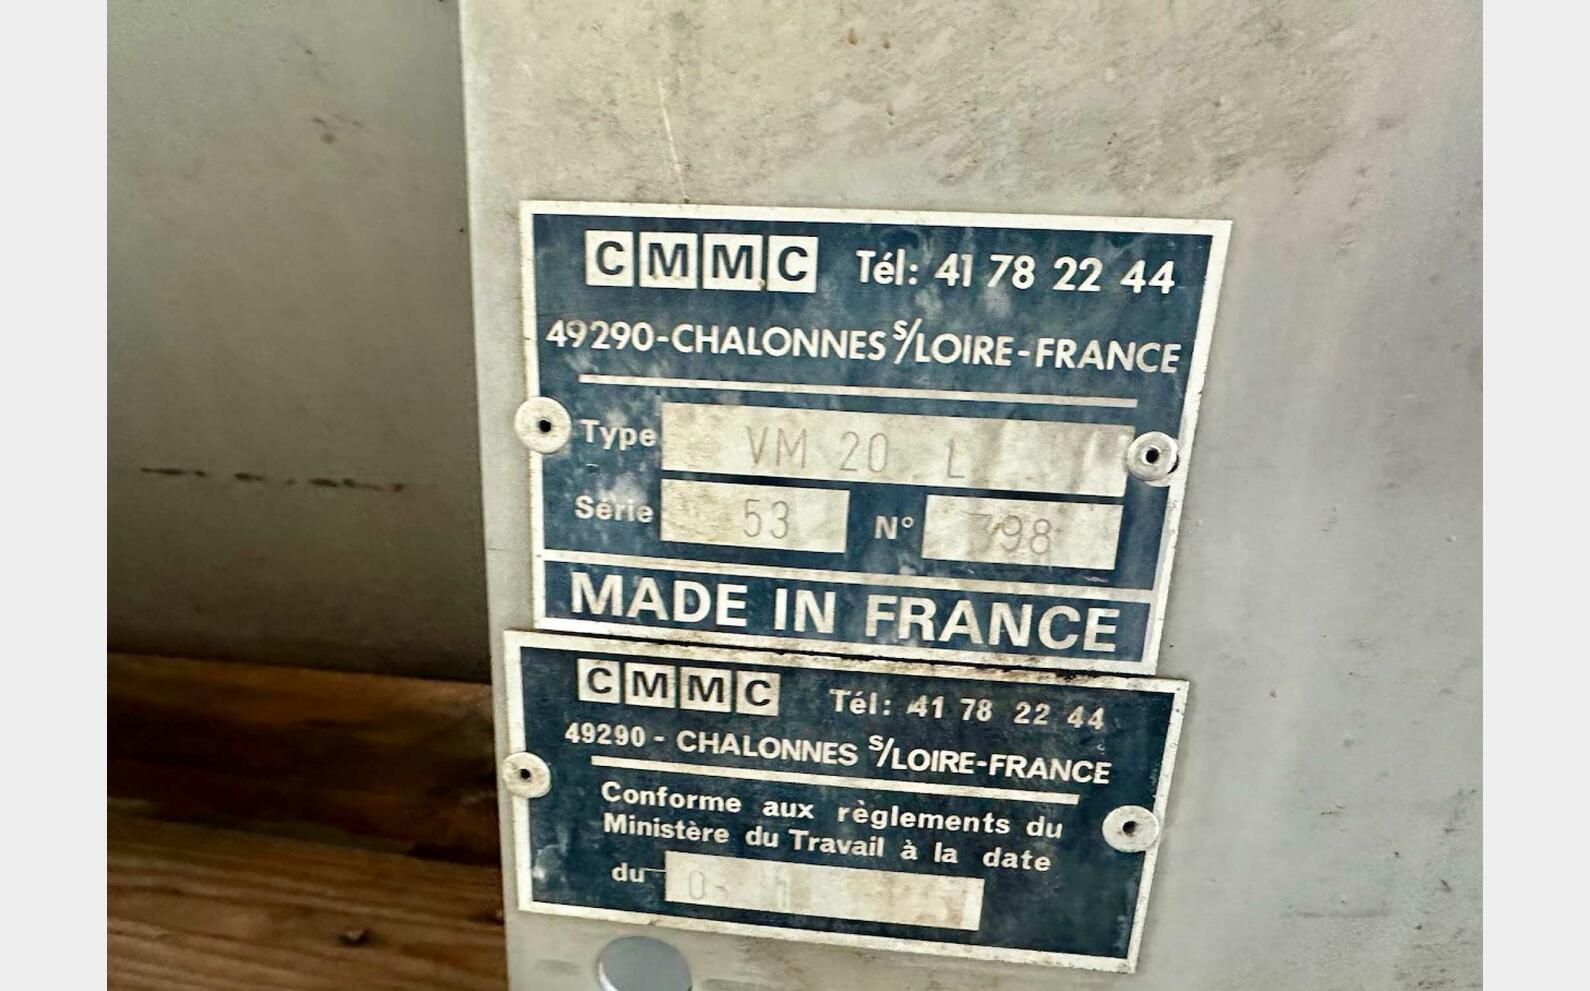 CMMC Tél: 41 78 22 44
49290-CHALONNES S/LOIRE-FRANCE
Type VM 20 L
Série 53 N° 798
MADE IN FRANCE
CMMC Tél: 41 78 22 44
49290 - CHALONNES S/LOIRE-FRANCE
Conforme aux règlements du
Ministère du Travail à la date
du